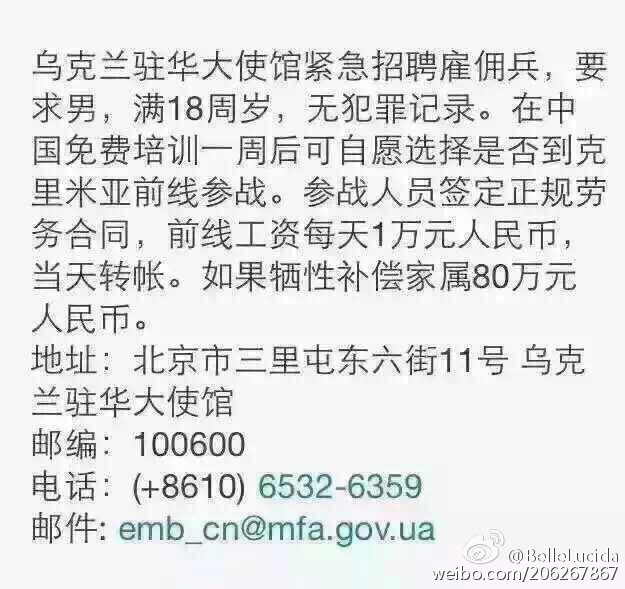 乌克兰驻华大使馆紧急招聘雇佣兵，要
求男，满18周岁，无犯罪记录。在中
国免费培训一周后可自愿选择是否到克
里米亚前线参战。参战人员签定正规劳
务合同，前线工资每天1万元人民币，
当天转帐。如果牺牲补偿家属80万元
人民币。
地址：北京市三里屯东六街11号 乌克
兰驻华大使馆
邮编：100600
电话：(+8610) 6532-6359
邮件: emb_cn@mfa.gov.ua
@BelleLucida
weibo.com/206267867